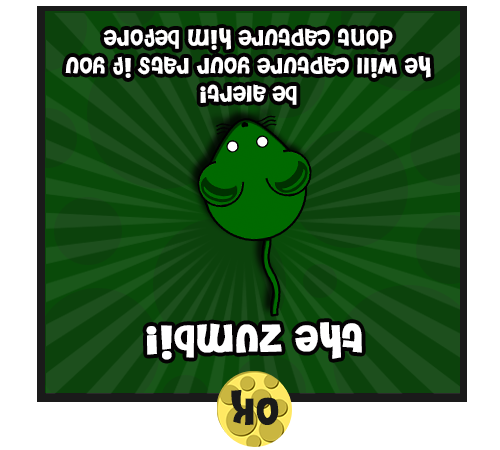 OK
the zumbi!
be alert!
he will capture your rats if you
dont capture him before